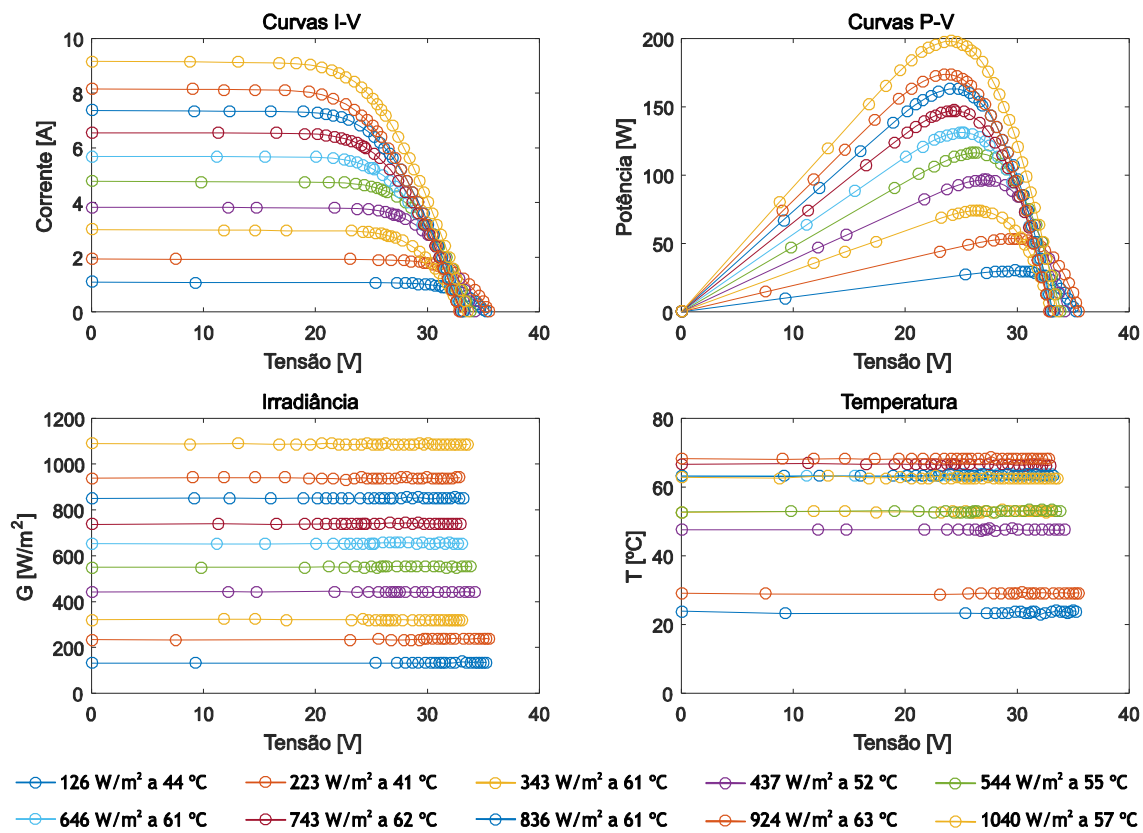 Curvas I-V
Corrente [A]
10
8
6
4
2
0
0 10 20 30 40
Tensão [V]
Curvas P-V
Potência [W]
200
150
100
50
0
0 10 20 30 40
Tensão [V]
Irradiância
G [W/m²]
1200
1000
800
600
400
200
0
0 10 20 30 40
Tensão [V]
Temperatura
T [ºC]
80
60
40
20
0
0 10 20 30 40
Tensão [V]
126 W/m² a 44 ºC 223 W/m² a 41 ºC 343 W/m² a 61 ºC 437 W/m² a 52 ºC 544 W/m² a 55 ºC
646 W/m² a 61 ºC 743 W/m² a 62 ºC 836 W/m² a 61 ºC 924 W/m² a 63 ºC 1040 W/m² a 57 ºC